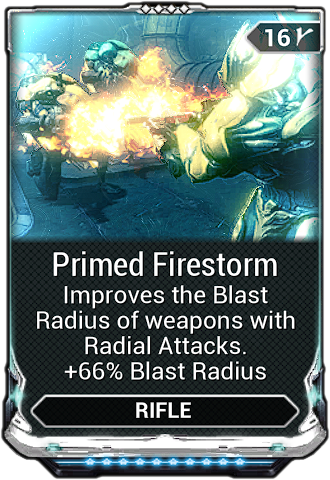 16
Primed Firestorm
Improves the Blast
Radius of weapons with
Radial Attacks.
+66% Blast Radius
RIFLE